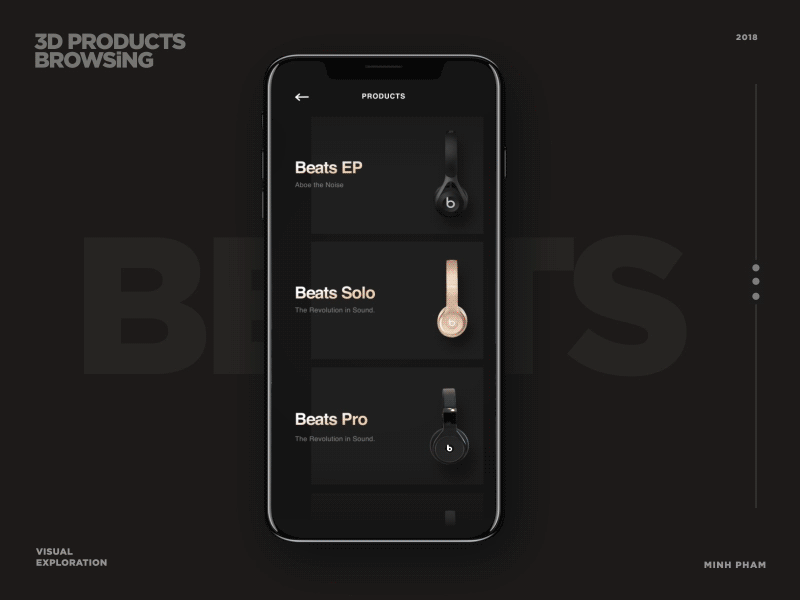 3D PRODUCTS
BROWSiNG
2018
PRODUCTS
Beats EP
Aboe the Noise
b
BEATS
Beats Solo
The Revolution in Sound.
b
Beats Pro
The Revolution in Sound.
b
VISUAL
EXPLORATION
MINH PHAM